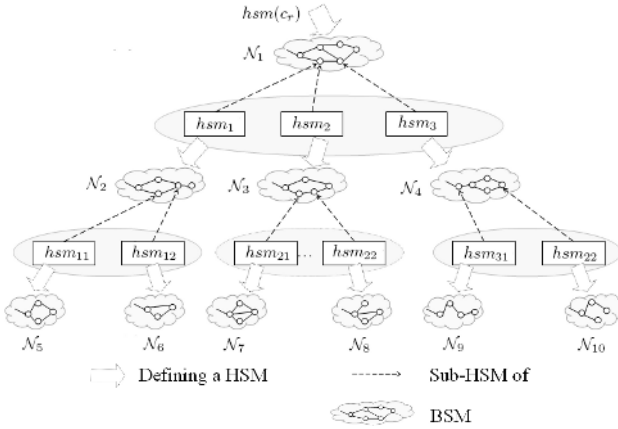 hsm(c_r)
N_1
hsm_1 hsm_2 hsm_3
N_2 N_3 N_4
hsm_11 hsm_12 hsm_21 ... hsm_22 hsm_31 hsm_22
N_5 N_6 N_7 N_8 N_9 N_10
Defining a HSM Sub-HSM of
BSM